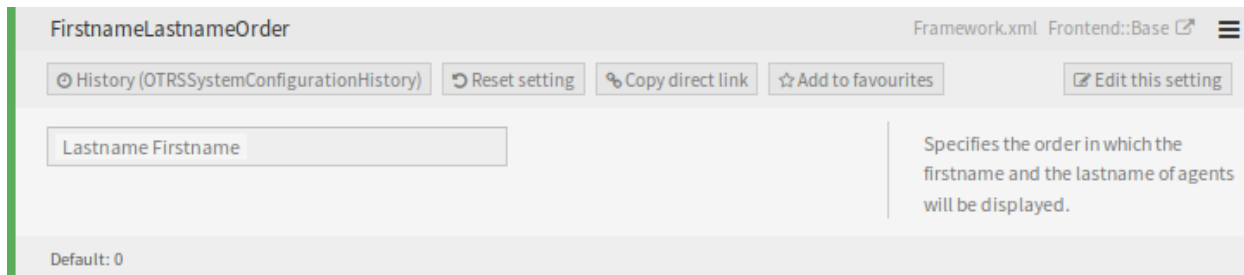 FirstnameLastnameOrder
Framework.xml Frontend::Base
History (OTRSSystemConfigurationHistory) Reset setting Copy direct link Add to favourites Edit this setting
Lastname Firstname
Specifies the order in which the
firstname and the lastname of agents
will be displayed.
Default: 0